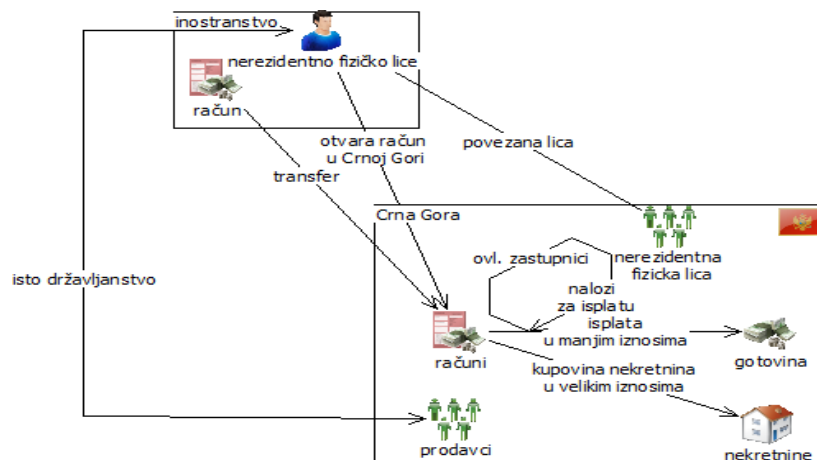 inostranstvo
nerezidentno fizičko lice
račun
otvara račun
u Crnoj Gori
povezana lica
transfer
Crna Gora
ovl. zastupnici
nerezidentna
fizicka lica
isto državljanstvo
nalozi
za isplatu
isplata
u manjim iznosima
računi
gotovina
kupovina nekretnina
u velikim iznosima
prodavci
nekretnine